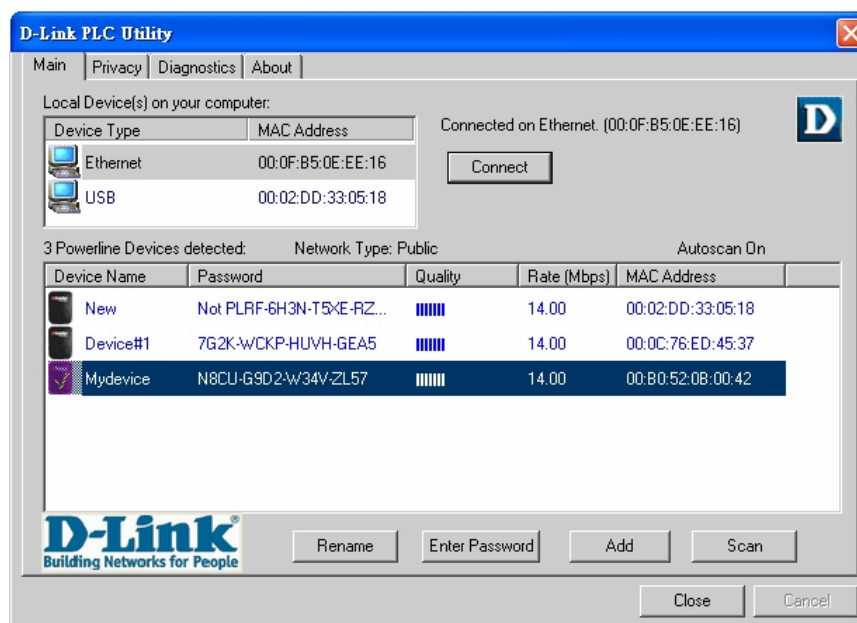 D-Link PLC Utility
Main Privacy Diagnostics About
Local Device(s) on your computer:
Device Type MAC Address
Ethernet 00:0F:B5:0E:EE:16
USB 00:02:DD:33:05:18
Connected on Ethernet. (00:0F:B5:0E:EE:16)
D
Connect
3 Powerline Devices detected: Network Type: Public Autoscan On
Device Name Password Quality Rate (Mbps) MAC Address
New Not PLRF-6H3N-T5XE-RZ... 14.00 00:02:DD:33:05:18
Device#1 7G2K-WCKP-HUVH-GEA5 14.00 00:0C:76:ED:45:37
Mydevice N8CU-G9D2-W34V-ZL57 14.00 00:B0:52:0B:00:42
D-Link®
Building Networks for People
Rename Enter Password Add Scan
Close Cancel